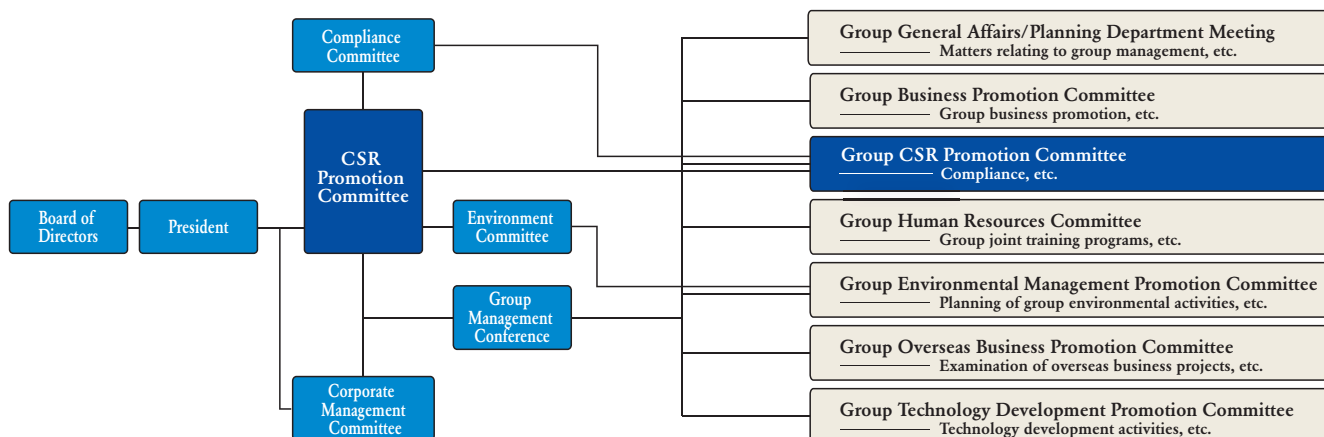 Compliance
Committee
CSR
Promotion
Committee
Board of
Directors
President
Environment
Committee
Group
Management
Conference
Corporate
Management
Committee
Group General Affairs/Planning Department Meeting
Matters relating to group management, etc.
Group Business Promotion Committee
Group business promotion, etc.
Group CSR Promotion Committee
Compliance, etc.
Group Human Resources Committee
Group joint training programs, etc.
Group Environmental Management Promotion Committee
Planning of group environmental activities, etc.
Group Overseas Business Promotion Committee
Examination of overseas business projects, etc.
Group Technology Development Promotion Committee
Technology development activities, etc.